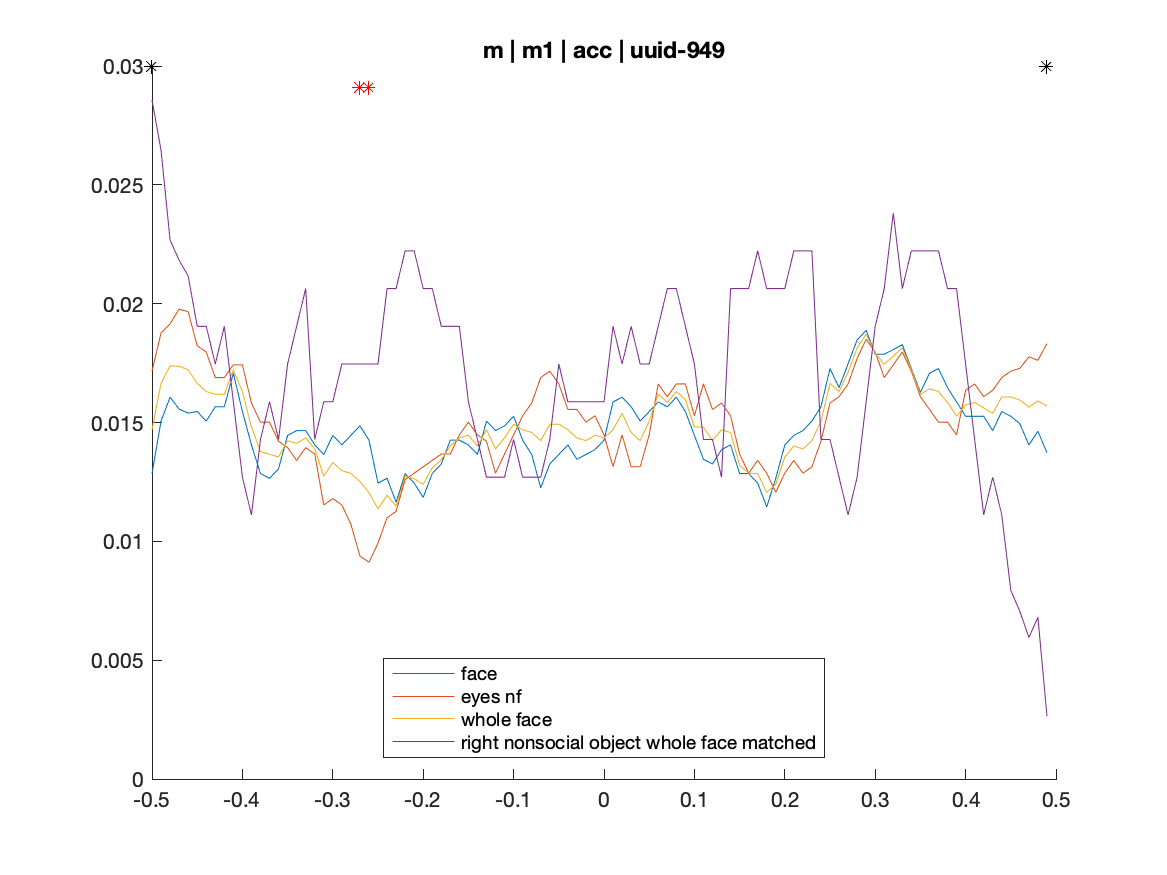 m | m1 | acc | uuid-949
0.03
0.025
0.02
0.015
0.01
0.005
0
-0.5 -0.4 -0.3 -0.2 -0.1 0 0.1 0.2 0.3 0.4 0.5
face
eyes nf
whole face
right nonsocial object whole face matched